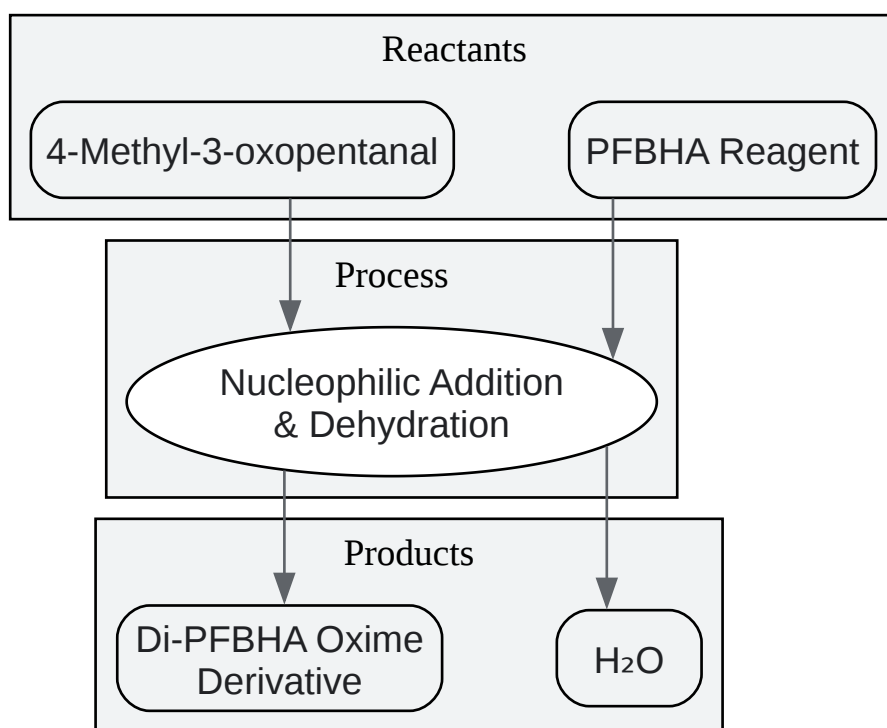 Reactants
4-Methyl-3-oxopentanal
PFBHA Reagent
Process
Nucleophilic Addition
& Dehydration
Products
Di-PFBHA Oxime
Derivative
H₂O